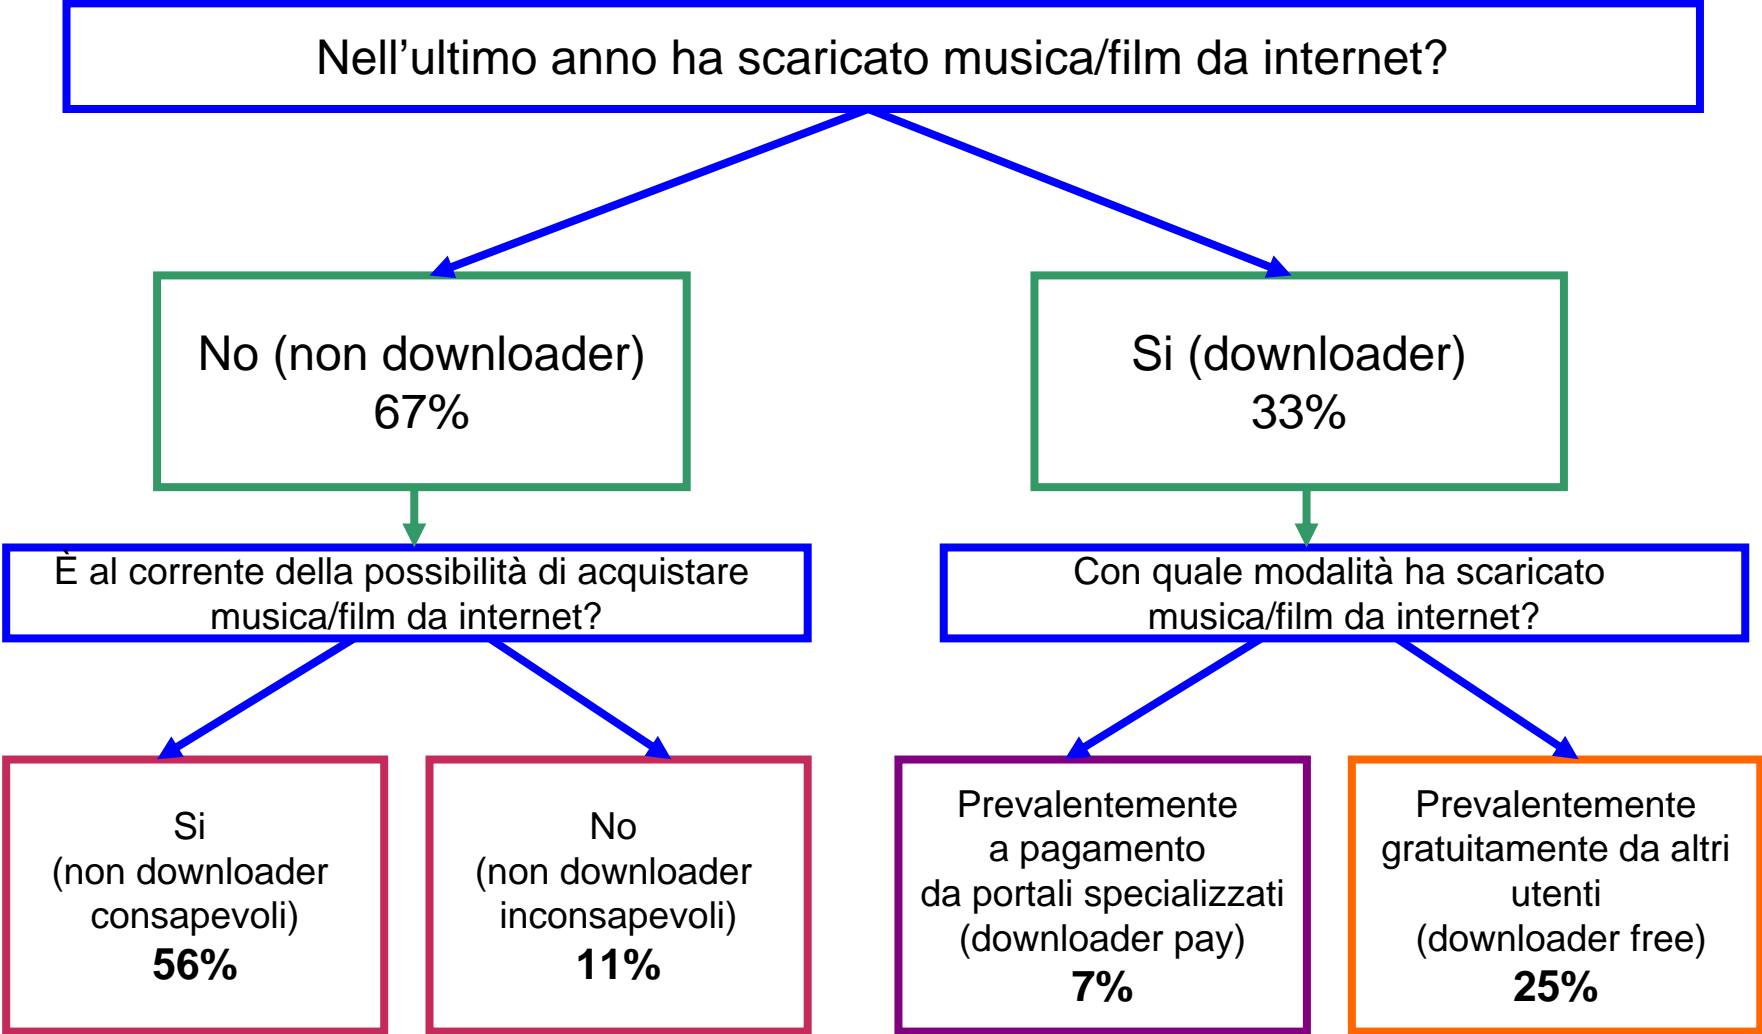 Nell’ultimo anno ha scaricato musica/film da internet?
No (non downloader)
67%
Si (downloader)
33%
È al corrente della possibilità di acquistare
musica/film da internet?
Con quale modalità ha scaricato
musica/film da internet?
Si
(non downloader
consapevoli)
56%
No
(non downloader
inconsapevoli)
11%
Prevalentemente
a pagamento
da portali specializzati
(downloader pay)
7%
Prevalentemente
gratuitamente da altri
utenti
(downloader free)
25%